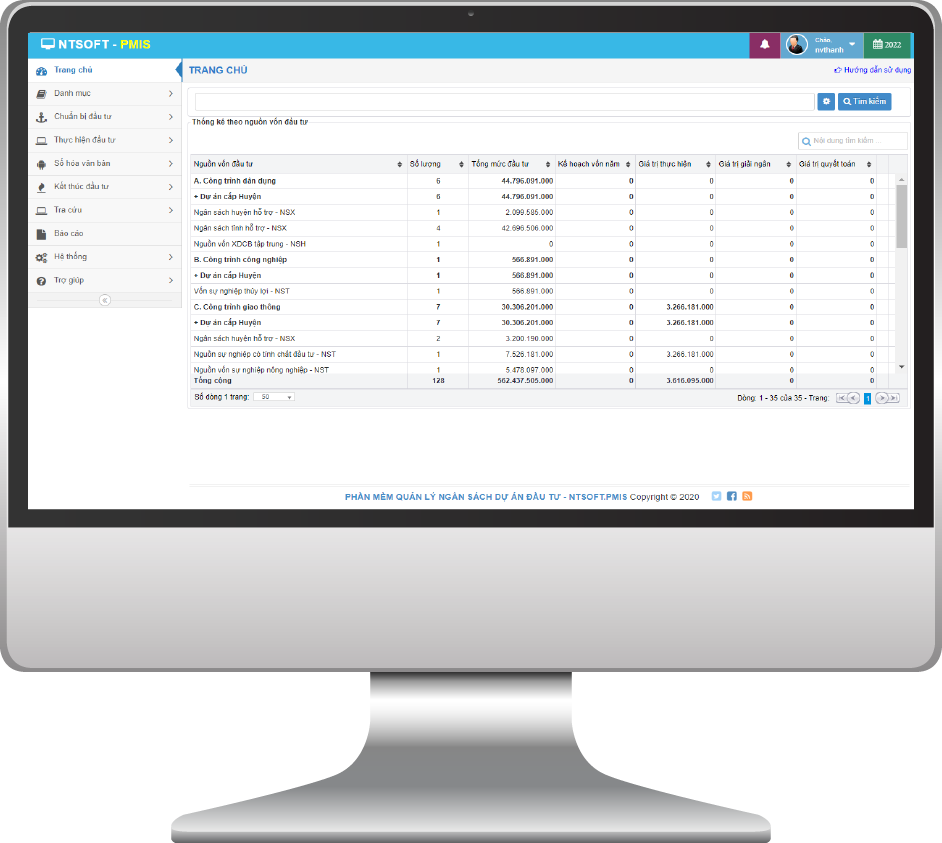 NTSOFT - PMIS
Chào,
nvthanh
2022
Trang chủ
Danh mục
Chuẩn bị đầu tư
Thực hiện đầu tư
Số hóa văn bản
Kết thúc đầu tư
Tra cứu
Báo cáo
Hệ thống
Trợ giúp
TRANG CHỦ
Hướng dẫn sử dụng
Tìm kiếm
Thống kê theo nguồn vốn đầu tư
Nội dung tìm kiếm ...
Nguồn vốn đầu tư Số lượng Tổng mức đầu tư Kế hoạch vốn năm Giá trị thực hiện Giá trị giải ngân Giá trị quyết toán
A. Công trình dân dụng 6 44.796.091.000 0 0 0 0
+ Dự án cấp Huyện 6 44.796.091.000 0 0 0 0
Ngân sách huyện hỗ trợ - NSX 1 2.099.585.000 0 0 0 0
Ngân sách tỉnh hỗ trợ - NSX 4 42.696.506.000 0 0 0 0
Nguồn vốn XDCB tập trung - NSH 1 0 0 0 0 0
B. Công trình công nghiệp 1 566.891.000 0 0 0 0
+ Dự án cấp Huyện 1 566.891.000 0 0 0 0
Vốn sự nghiệp thủy lợi - NST 1 566.891.000 0 0 0 0
C. Công trình giao thông 7 30.306.201.000 0 3.266.181.000 0 0
+ Dự án cấp Huyện 7 30.306.201.000 0 3.266.181.000 0 0
Ngân sách huyện hỗ trợ - NSX 2 3.200.190.000 0 0 0 0
Nguồn sự nghiệp có tính chất đầu tư - NST 1 7.526.181.000 0 3.266.181.000 0 0
Nguồn vốn sự nghiệp nông nghiệp - NST 1 5.478.097.000 0 0 0 0
Tổng cộng 128 562.437.505.000 0 3.616.095.000 0 0
Số dòng 1 trang: 50
Dòng: 1 - 35 của 35 - Trang: 1
PHẦN MỀM QUẢN LÝ NGÂN SÁCH DỰ ÁN ĐẦU TƯ - NTSOFT.PMIS Copyright © 2020